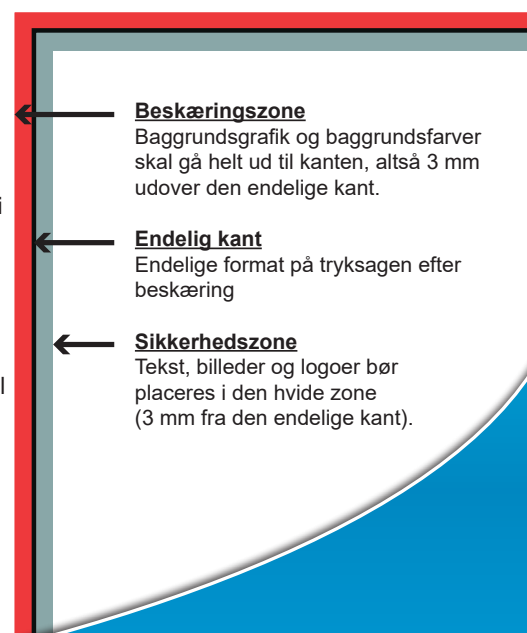 Beskæringszone
Baggrundsgrafik og baggrundsfarver
skal gå helt ud til kanten, altså 3 mm
udover den endelige kant.
i
Endelig kant
Endelige format på tryksagen efter
beskæring
Sikkerhedszone
Tekst, billeder og logoer bør
l
placeres i den hvide zone
(3 mm fra den endelige kant).